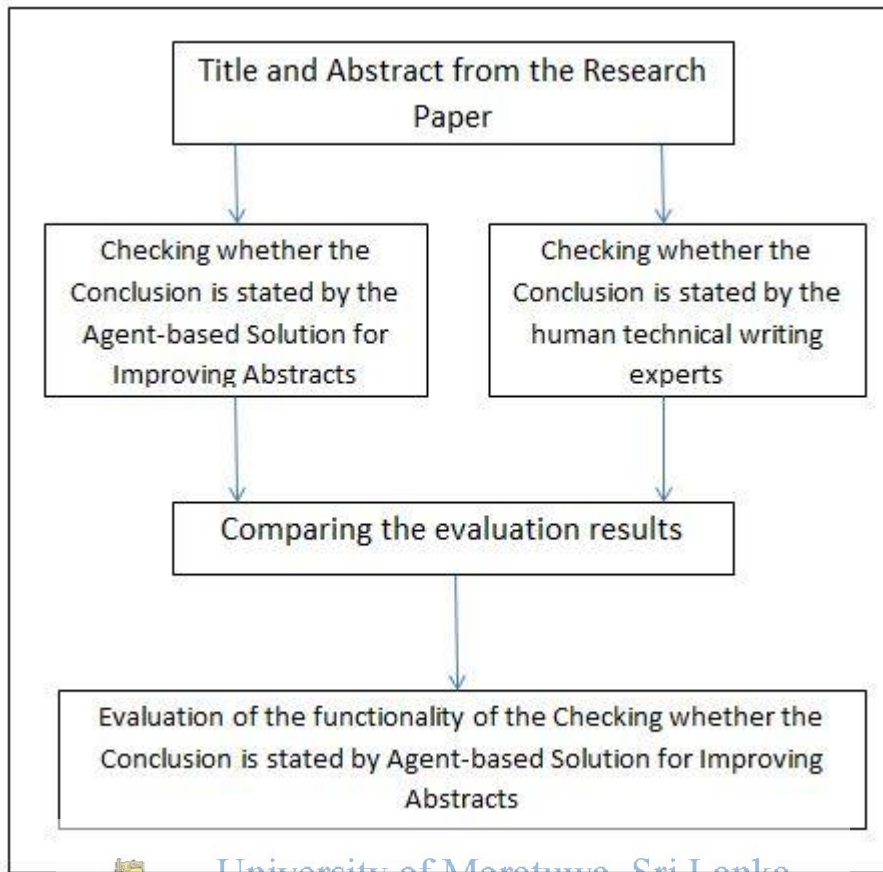 Title and Abstract from the Research
Paper
Checking whether the
Conclusion is stated by the
Agent-based Solution for
Improving Abstracts
Checking whether the
Conclusion is stated by the
human technical writing
experts
Comparing the evaluation results
Evaluation of the functionality of the Checking whether the
Conclusion is stated by Agent-based Solution for Improving
Abstracts
University of Moratuwa, Sri Lanka